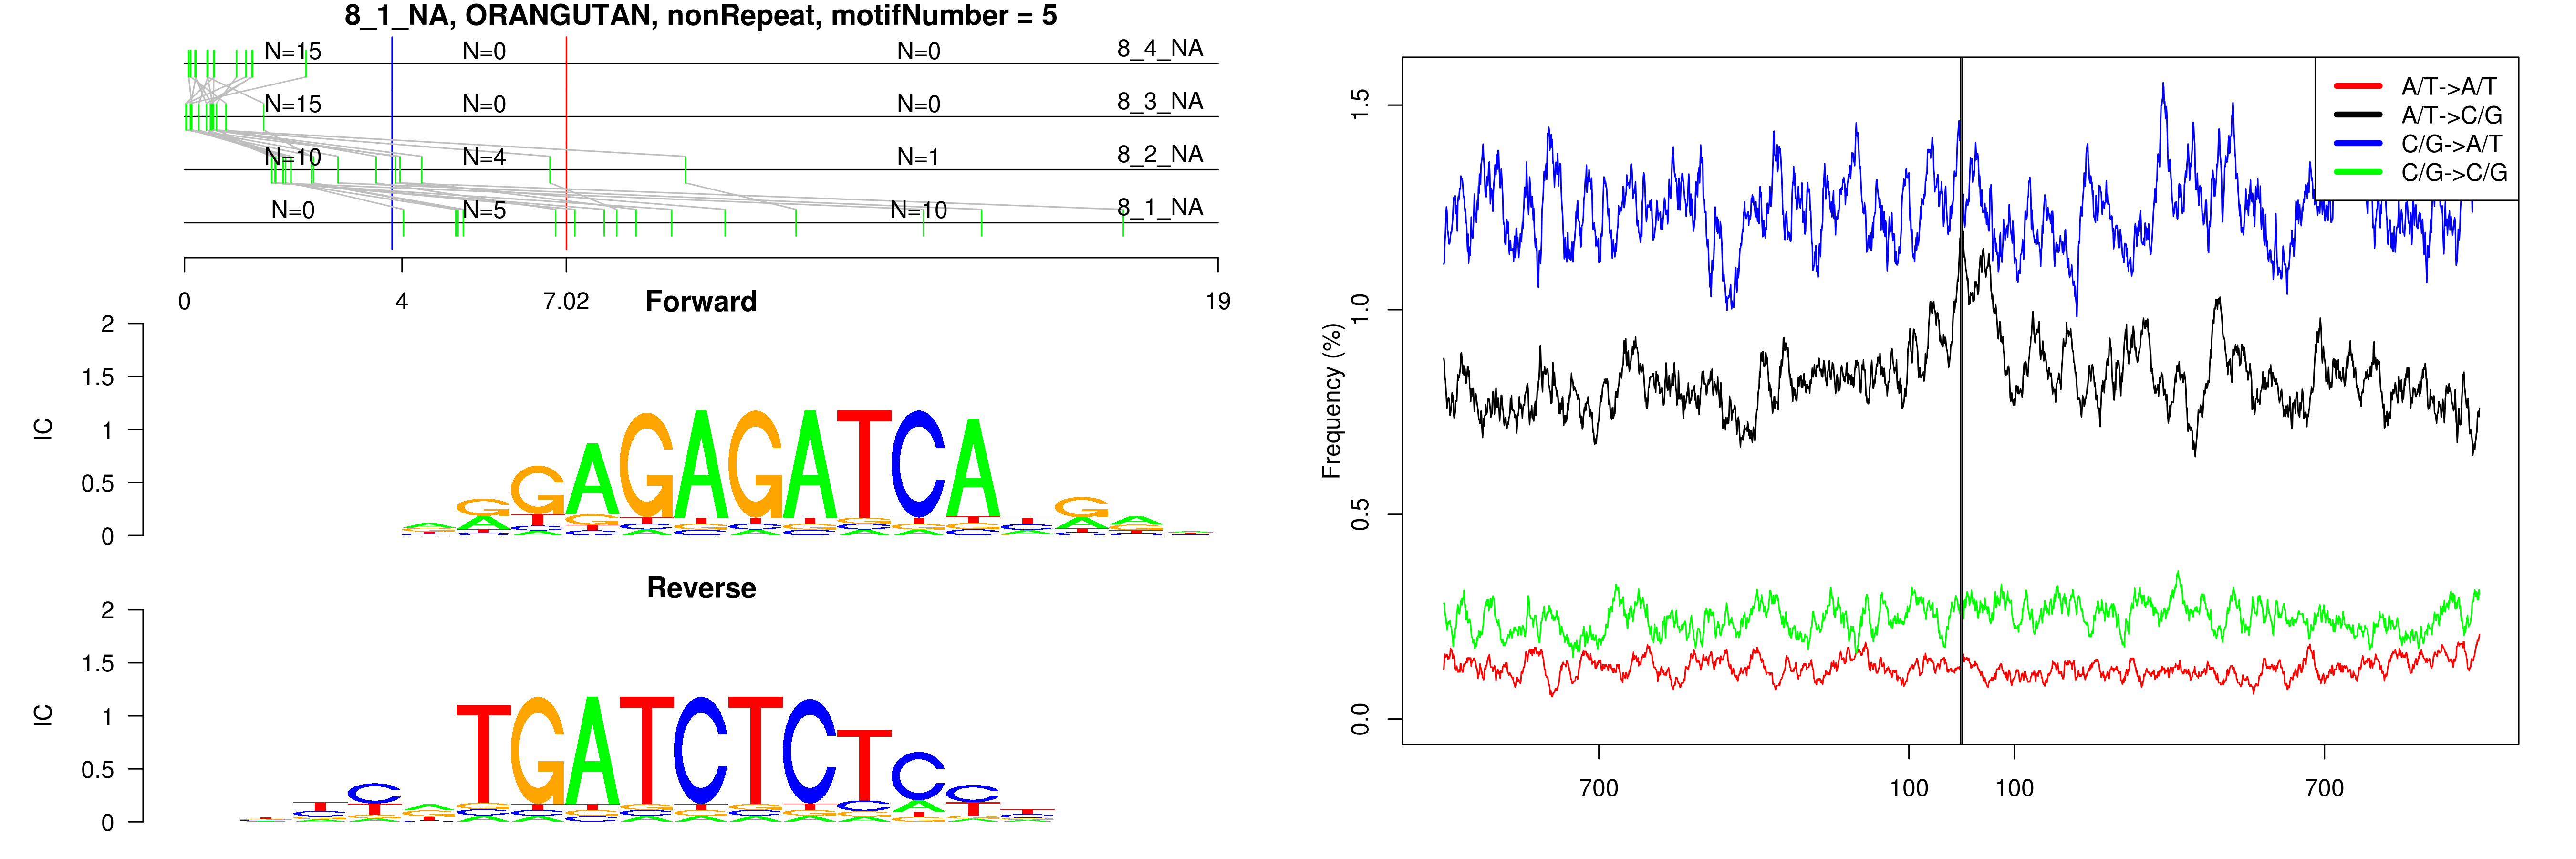 8_1_NA, ORANGUTAN, nonRepeat, motifNumber = 5
N=15 N=0 N=0 8_4_NA
N=15 N=0 N=0 8_3_NA
N=10 N=4 N=1 8_2_NA
N=0 N=5 N=10 8_1_NA
0 4 7.02 19
Forward
IC
2
1.5
1
0.5
0
GGAGAGATCA G
Reverse
IC
2
1.5
1
0.5
0
C TGATCTCTCC
Frequency (%)
1.5
1.0
0.5
0.0
700 100 100 700
A/T->A/T
A/T->C/G
C/G->A/T
C/G->C/G